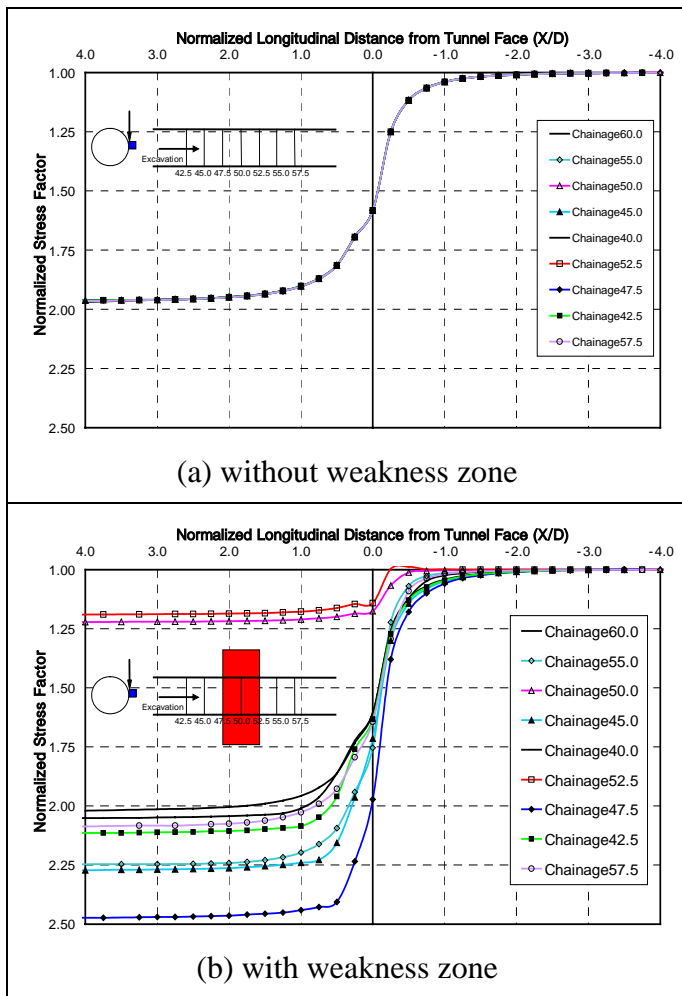 Normalized Longitudinal Distance from Tunnel Face (X/D)
4.0 3.0 2.0 1.0 0.0 -1.0 -2.0 -3.0 -4.0
Normalized Stress Factor
1.00
1.25
1.50
1.75
2.00
2.25
2.50
Excavation
42.5 45.0 47.5 50.0 52.5 55.0 57.5
Chainage60.0
Chainage55.0
Chainage50.0
Chainage45.0
Chainage40.0
Chainage52.5
Chainage47.5
Chainage42.5
Chainage57.5
(a) without weakness zone
Normalized Longitudinal Distance from Tunnel Face (X/D)
4.0 3.0 2.0 1.0 0.0 -1.0 -2.0 -3.0 -4.0
Normalized Stress Factor
1.00
1.25
1.50
1.75
2.00
2.25
2.50
Excavation
42.5 45.0 47.5 50.0 52.5 55.0 57.5
Chainage60.0
Chainage55.0
Chainage50.0
Chainage45.0
Chainage40.0
Chainage52.5
Chainage47.5
Chainage42.5
Chainage57.5
(b) with weakness zone